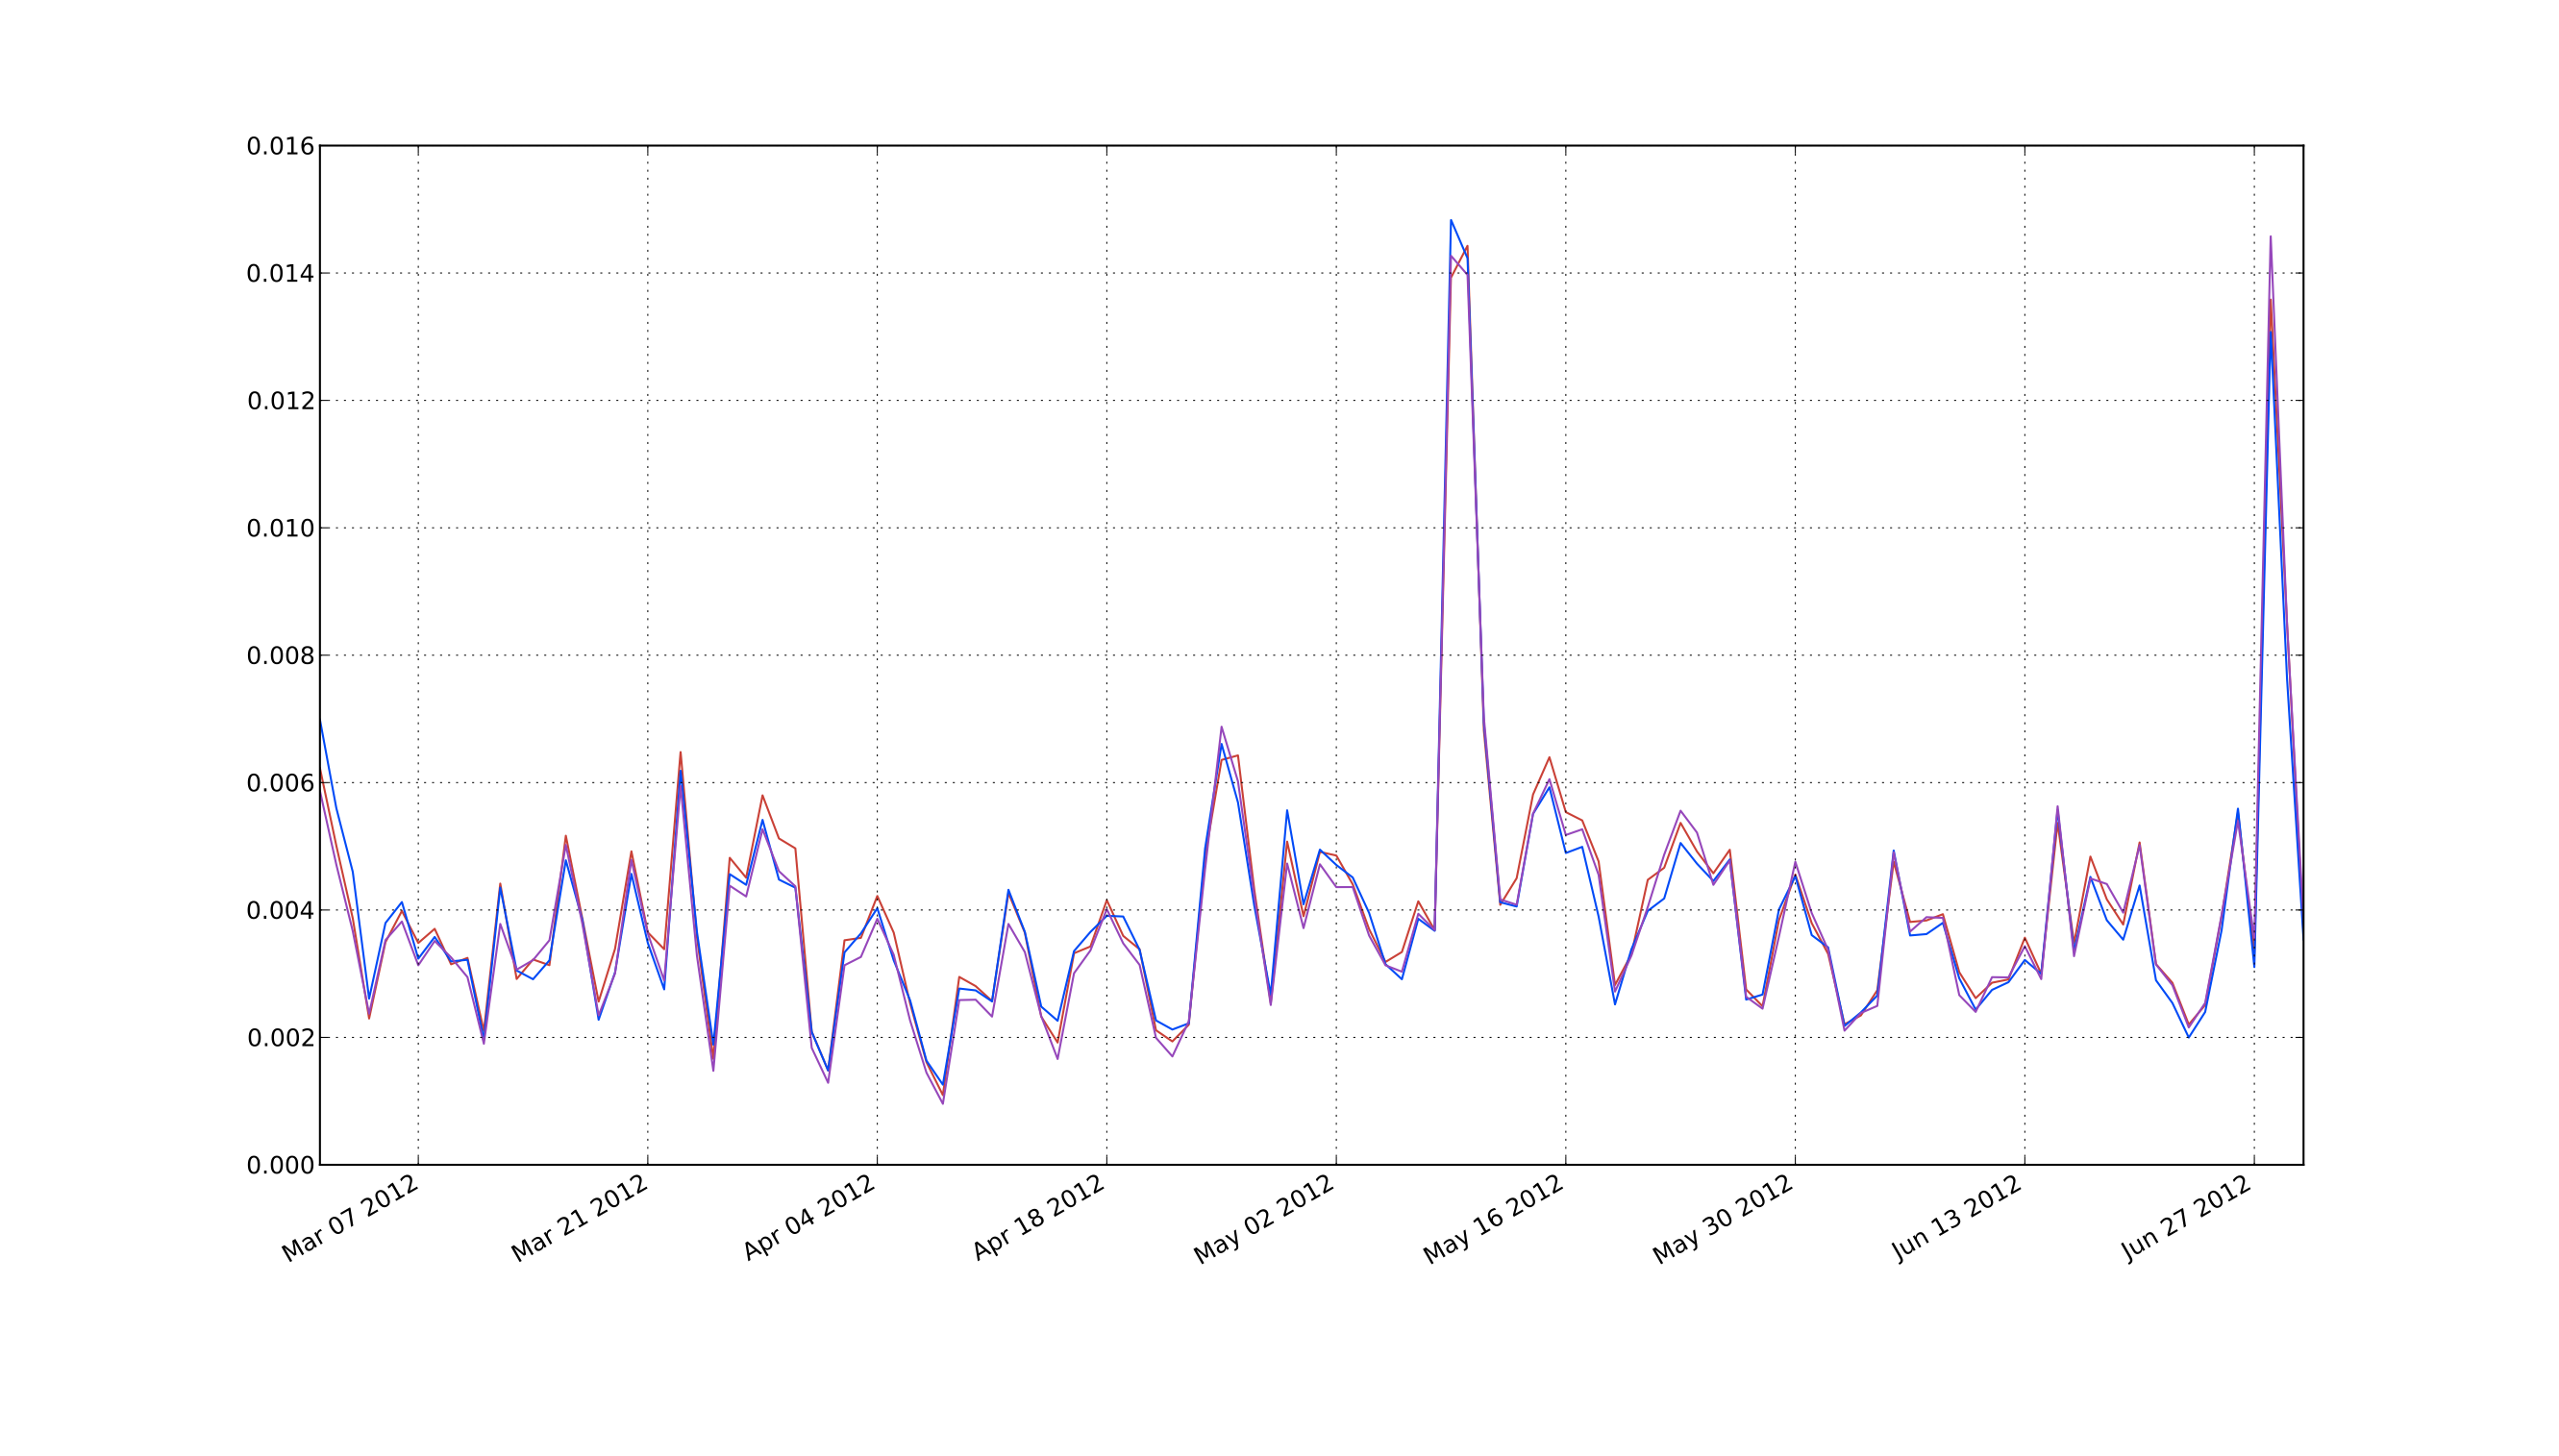 0.016
0.014
0.012
0.010
0.008
0.006
0.004
0.002
0.000
Mar 07 2012
Mar 21 2012
Apr 04 2012
Apr 18 2012
May 02 2012
May 16 2012
May 30 2012
Jun 13 2012
Jun 27 2012